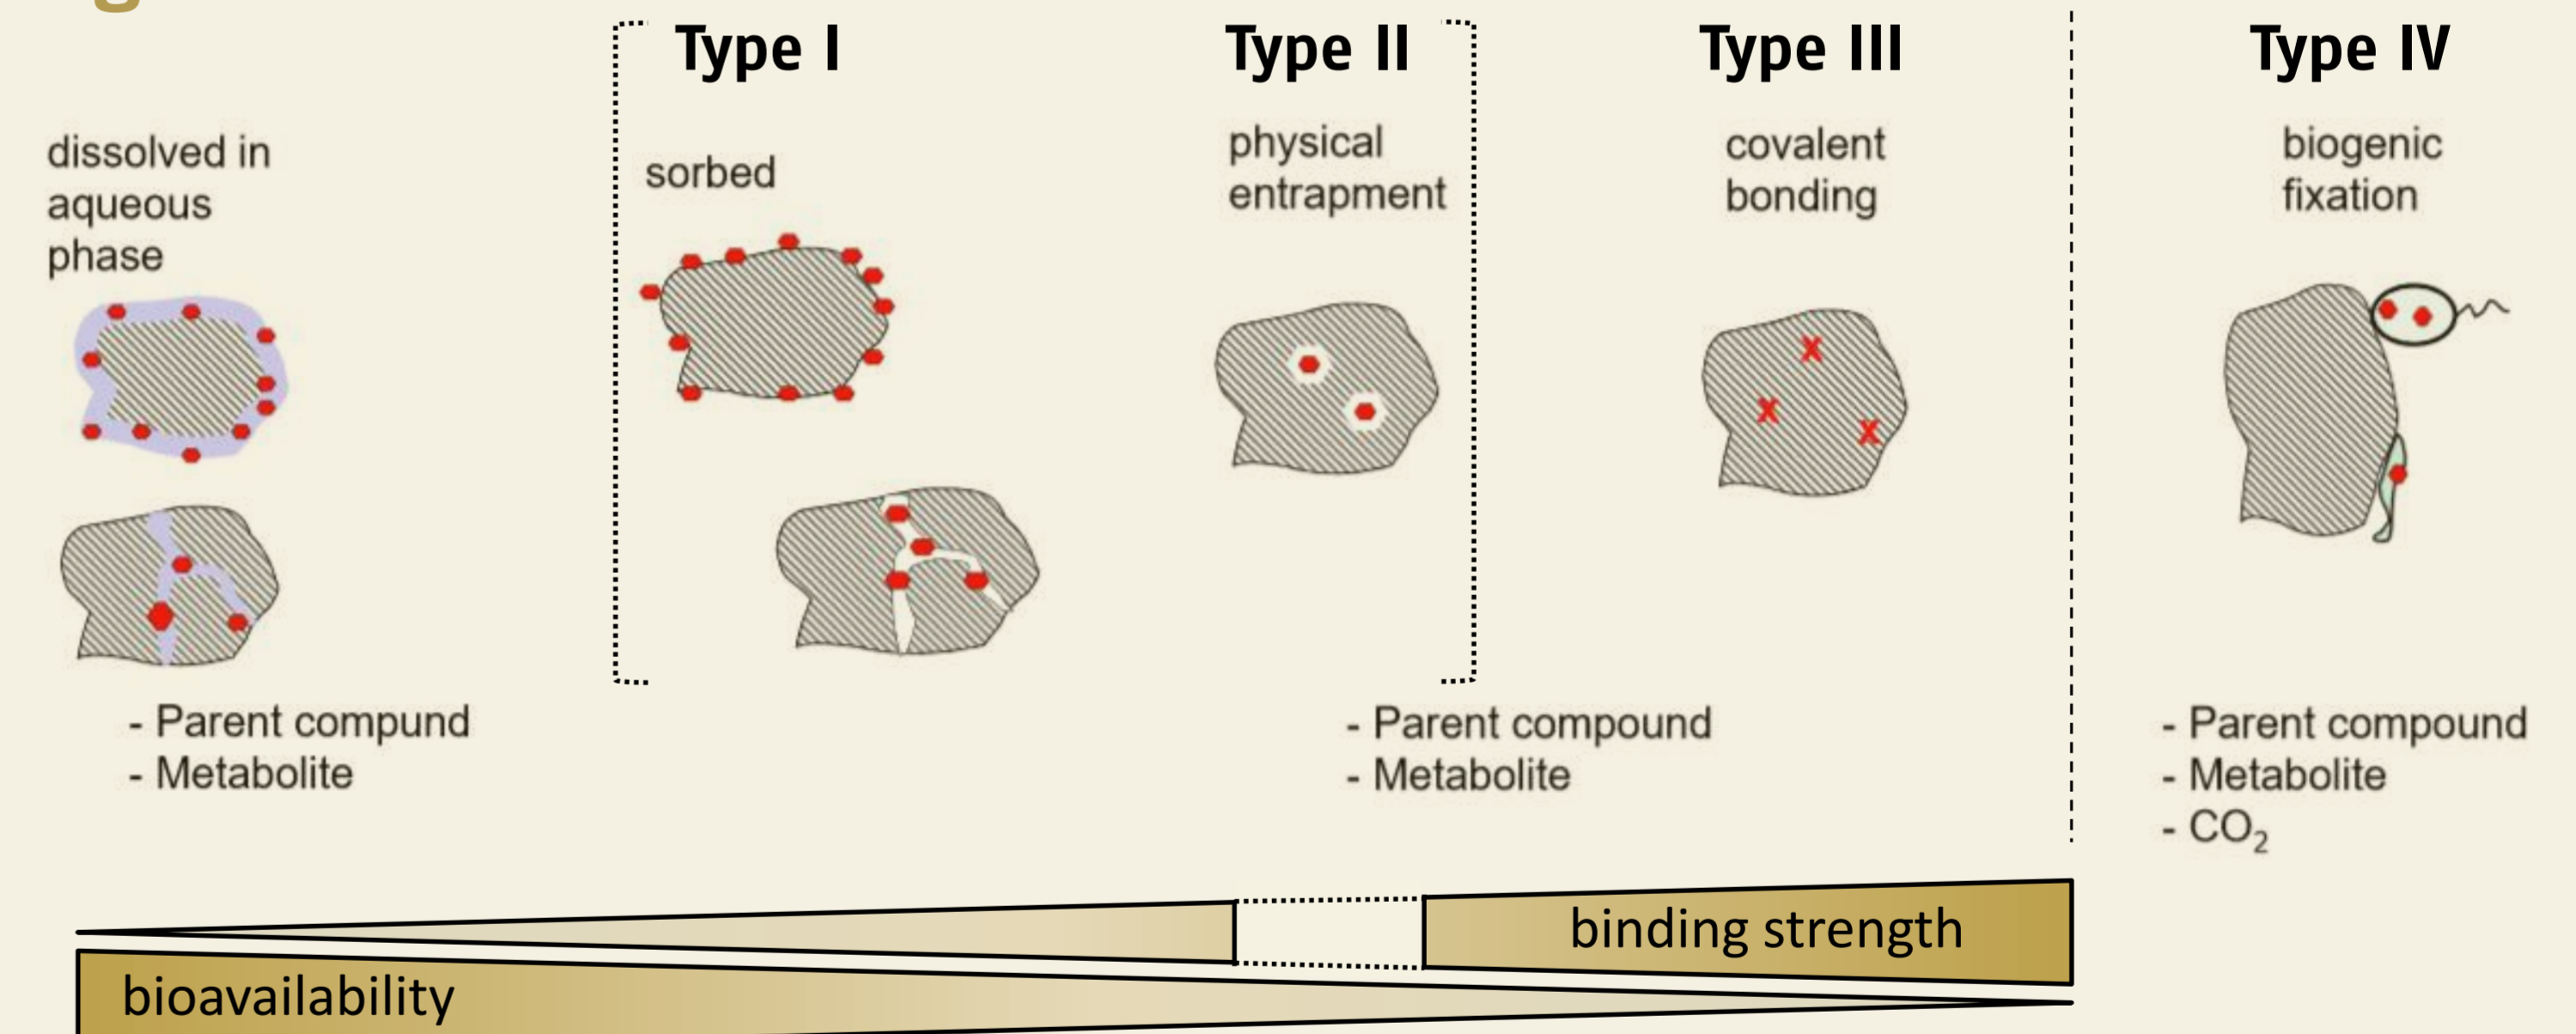 Type I
Type II
Type III
Type IV
dissolved in
aqueous
phase
sorbed
physical
entrapment
covalent
bonding
biogenic
fixation
X
X
X
- Parent compund
- Metabolite
- Parent compound
- Metabolite
- Parent compound
- Metabolite
- CO₂
binding strength
bioavailability